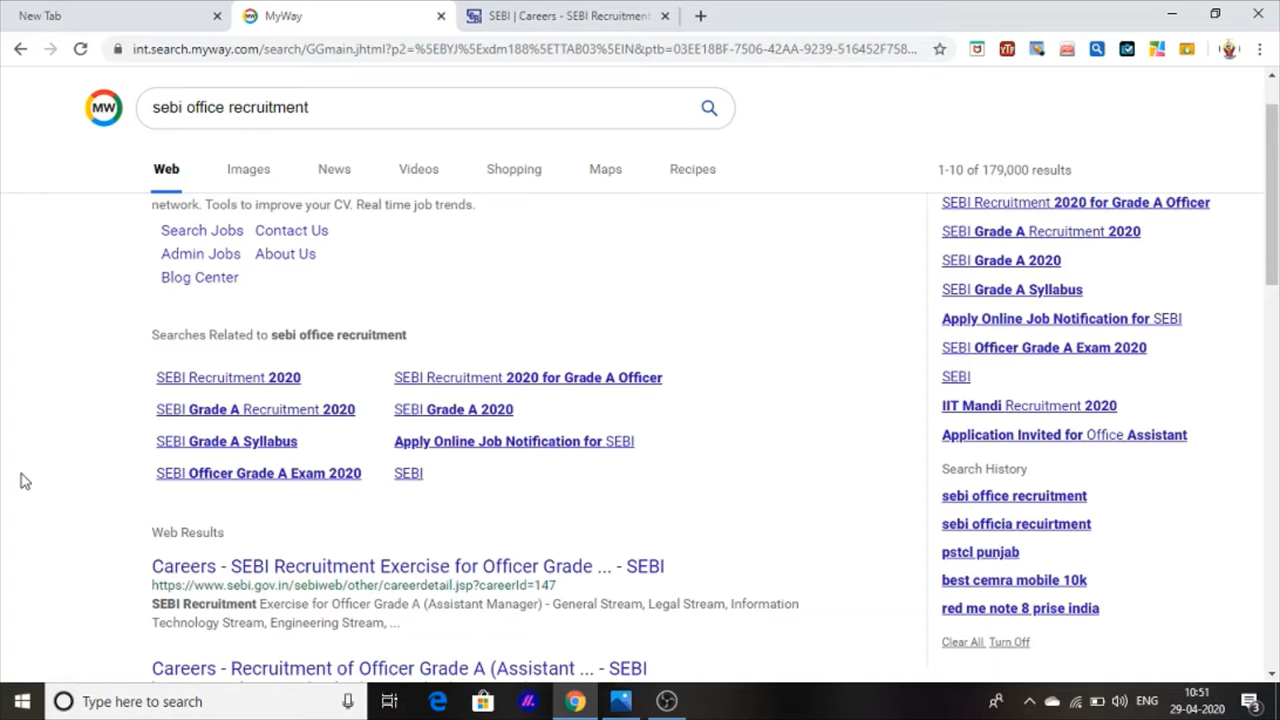 New Tab
MyWay
SEBI | Careers - SEBI Recruitment
int.search.myway.com/search/GGmain.jhtml?p2=%5EBYJ%5Exdm188%5ETTAB03%5EIN&ptb=03EE18BF-7506-42AA-9239-516452F758...
MW
sebi office recruitment
Web
Images
News
Videos
Shopping
Maps
Recipes
1-10 of 179,000 results
network. Tools to improve your CV. Real time job trends.
Search Jobs Contact Us
Admin Jobs About Us
Blog Center
Searches Related to sebi office recruitment
SEBI Recruitment 2020
SEBI Recruitment 2020 for Grade A Officer
SEBI Grade A Recruitment 2020
SEBI Grade A 2020
SEBI Grade A Syllabus
Apply Online Job Notification for SEBI
SEBI Officer Grade A Exam 2020
SEBI
Web Results
Careers - SEBI Recruitment Exercise for Officer Grade ... - SEBI
https://www.sebi.gov.in/sebiweb/other/careerdetail.jsp?careerId=147
SEBI Recruitment Exercise for Officer Grade A (Assistant Manager) - General Stream, Legal Stream, Information
Technology Stream, Engineering Stream, ...
Careers - Recruitment of Officer Grade A (Assistant ... - SEBI
SEBI Recruitment 2020 for Grade A Officer
SEBI Grade A Recruitment 2020
SEBI Grade A 2020
SEBI Grade A Syllabus
Apply Online Job Notification for SEBI
SEBI Officer Grade A Exam 2020
SEBI
IIT Mandi Recruitment 2020
Application Invited for Office Assistant
Search History
sebi office recruitment
sebi officia recuirtment
pstcl punjab
best cemra mobile 10k
red me note 8 prise india
Clear All Turn Off
Type here to search
ENG
10:51
29-04-2020
3